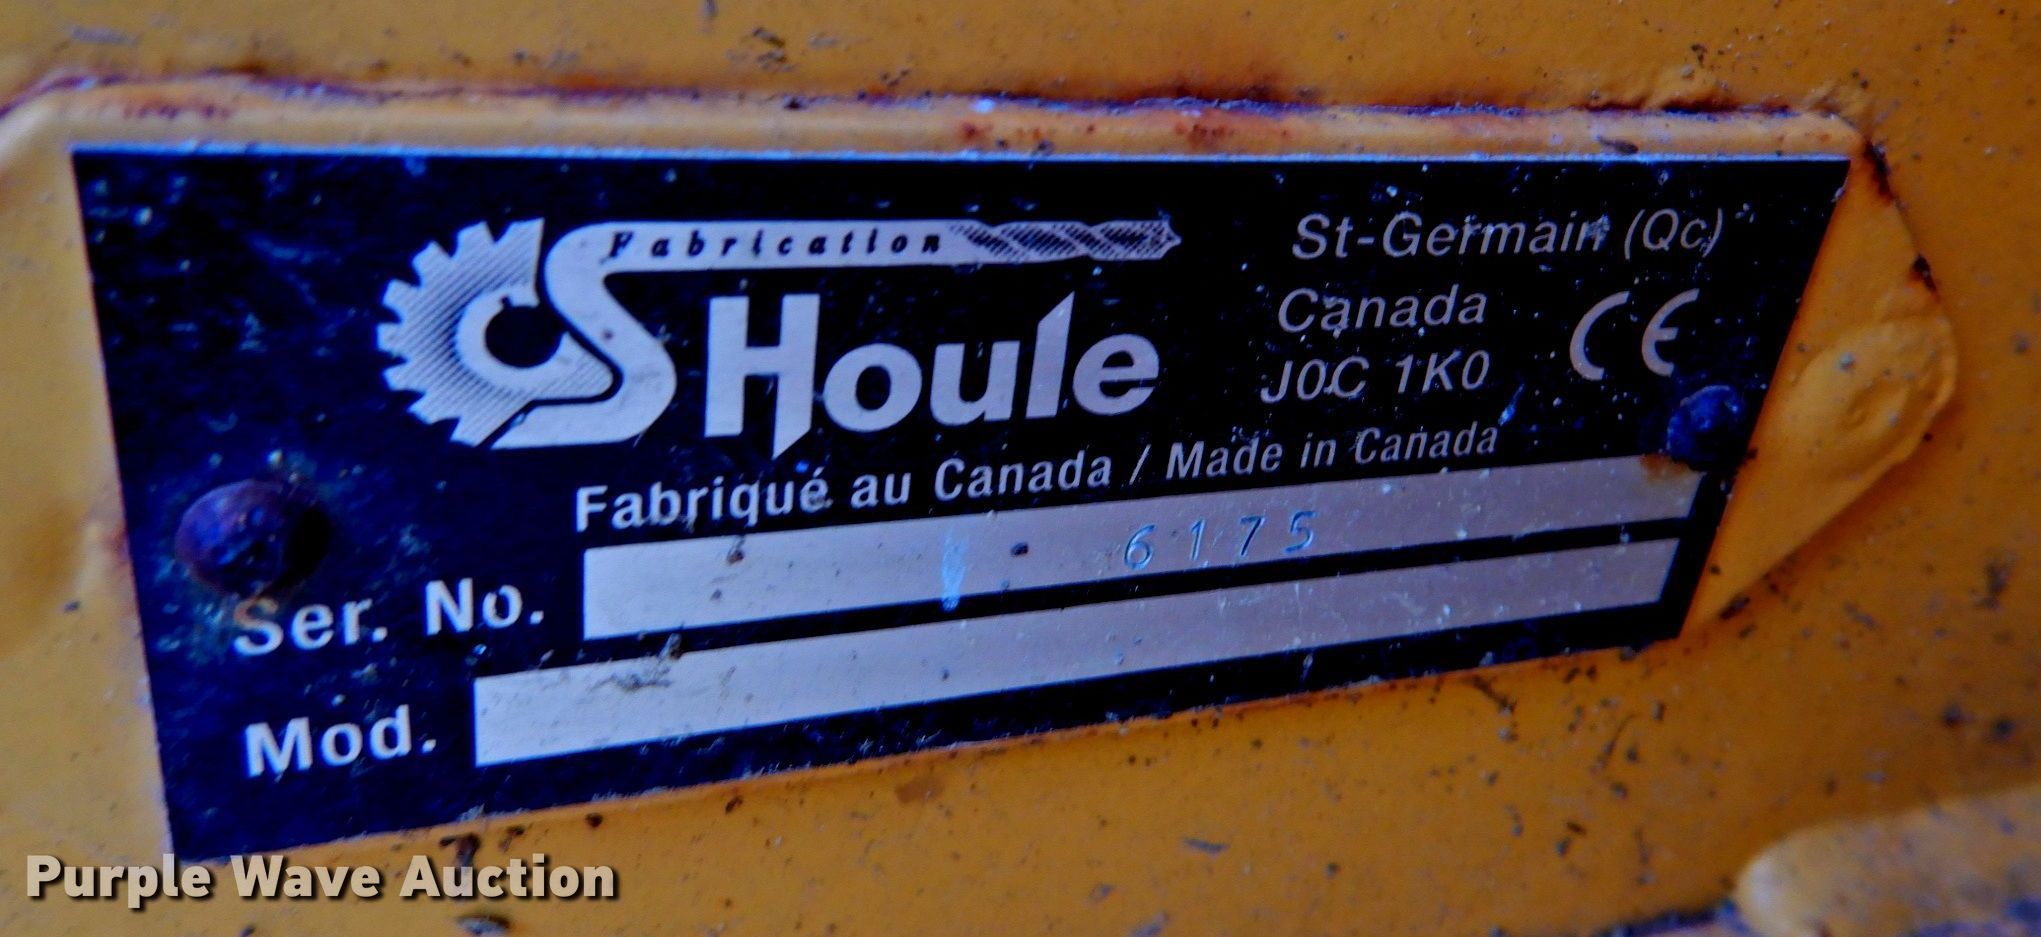 Fabrication
CS Houle
St-Germain (Qc)
Canada
J0C 1K0
CE
Fabriqué au Canada / Made in Canada
Ser. No. 6175
Mod.
Purple Wave Auction